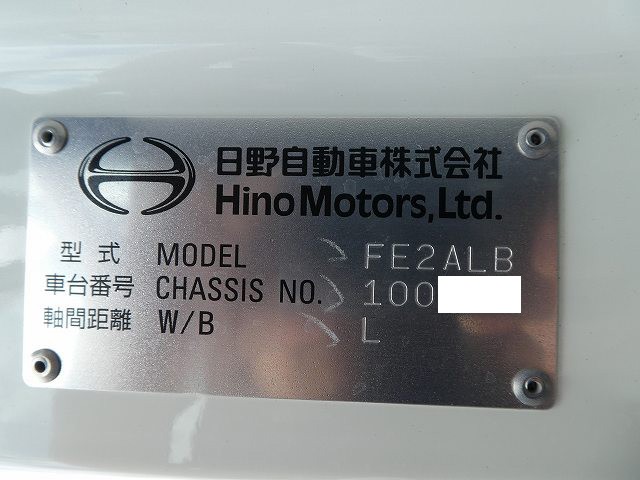 日野自動車株式会社
Hino Motors, Ltd.
型式 MODEL FE2ALB
車台番号 CHASSIS NO. 100
軸間距離 W/B L